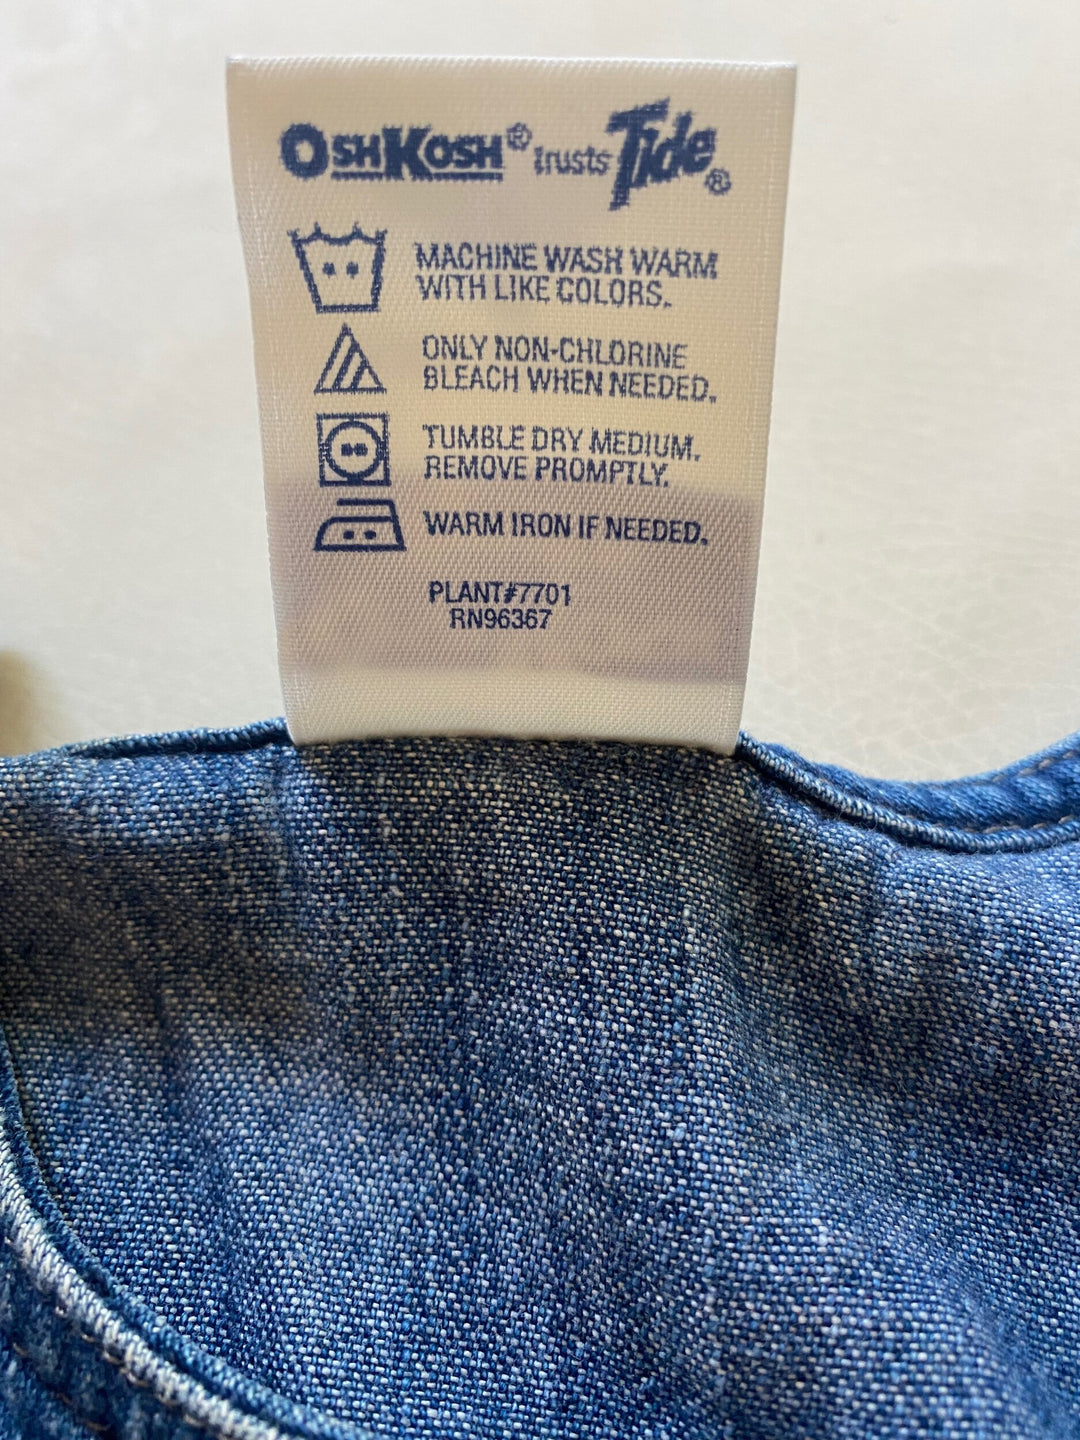 OSHKOSH® trusts Tide®
MACHINE WASH WARM
WITH LIKE COLORS.
ONLY NON-CHLORINE
BLEACH WHEN NEEDED.
TUMBLE DRY MEDIUM.
REMOVE PROMPTLY.
WARM IRON IF NEEDED.
PLANT#7701
RN96367